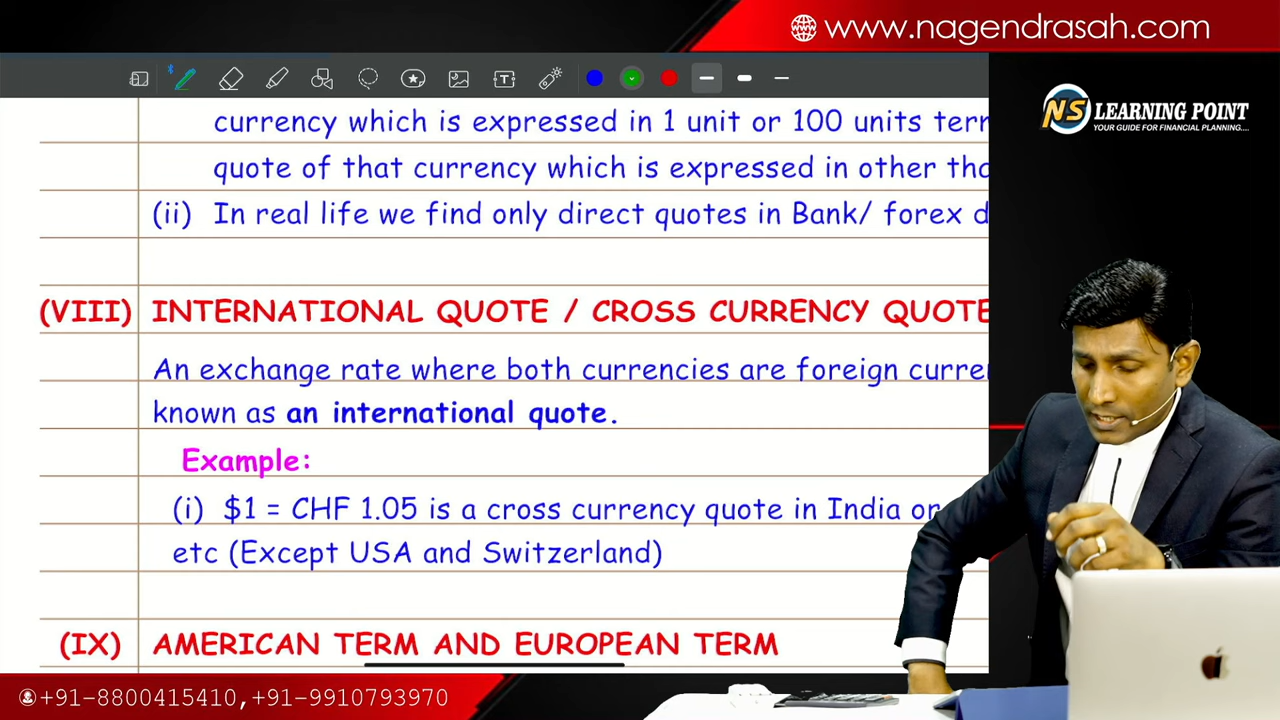 www.nagendrasah.com
NS LEARNING POINT
YOUR GUIDE FOR FINANCIAL PLANNING....
currency which is expressed in 1 unit or 100 units
quote of that currency which is expressed in other
(ii) In real life we find only direct quotes in Bank/ forex
(VIII) INTERNATIONAL QUOTE / CROSS CURRENCY QUOTE
An exchange rate where both currencies are foreign
known as an international quote.
Example:
(i) $1 = CHF 1.05 is a cross currency quote in India or
etc (Except USA and Switzerland)
(IX) AMERICAN TERM AND EUROPEAN TERM
+91-8800415410,+91-9910793970